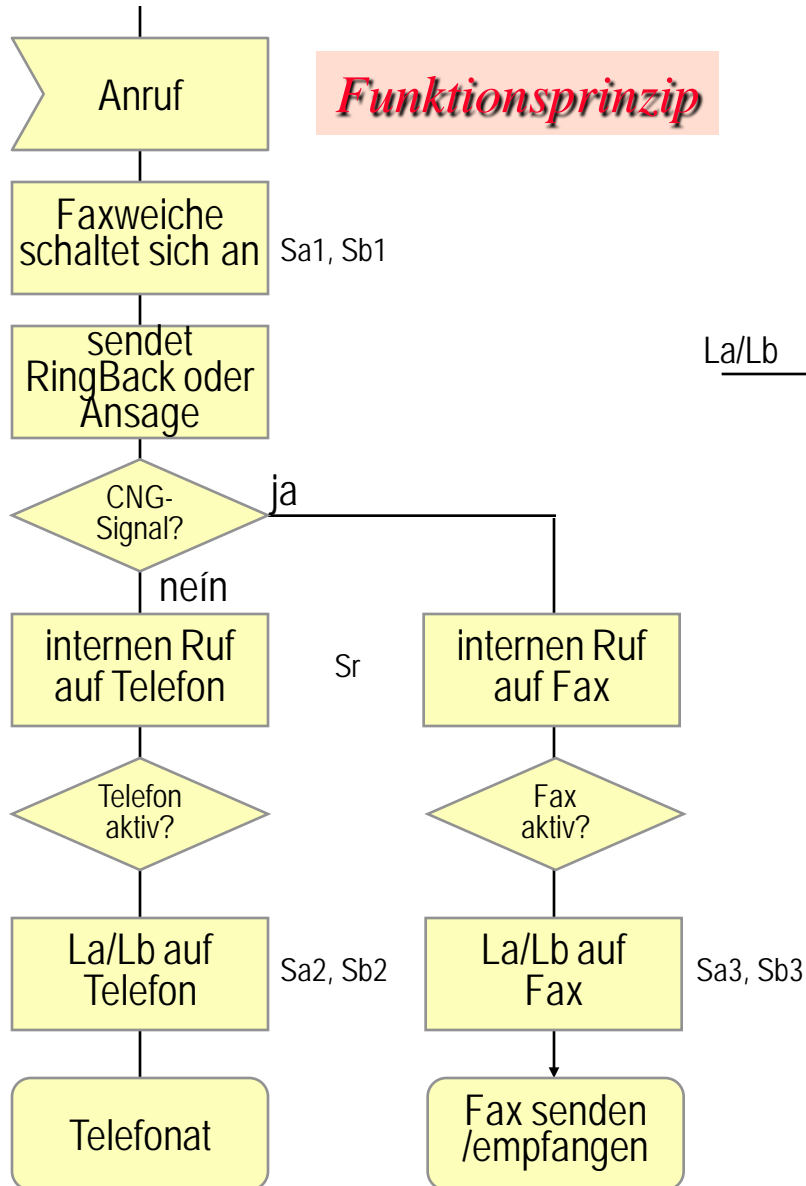 Anruf
Funktionsprinzip
Faxweiche
schaltet sich an
Sa1, Sb1
sendet
RingBack oder
Ansage
La/Lb
CNG-
Signal?
ja
neín
internen Ruf
auf Telefon
Sr
internen Ruf
auf Fax
Telefon
aktiv?
Fax
aktiv?
La/Lb auf
Telefon
Sa2, Sb2
La/Lb auf
Fax
Sa3, Sb3
Telefonat
Fax senden
/empfangen